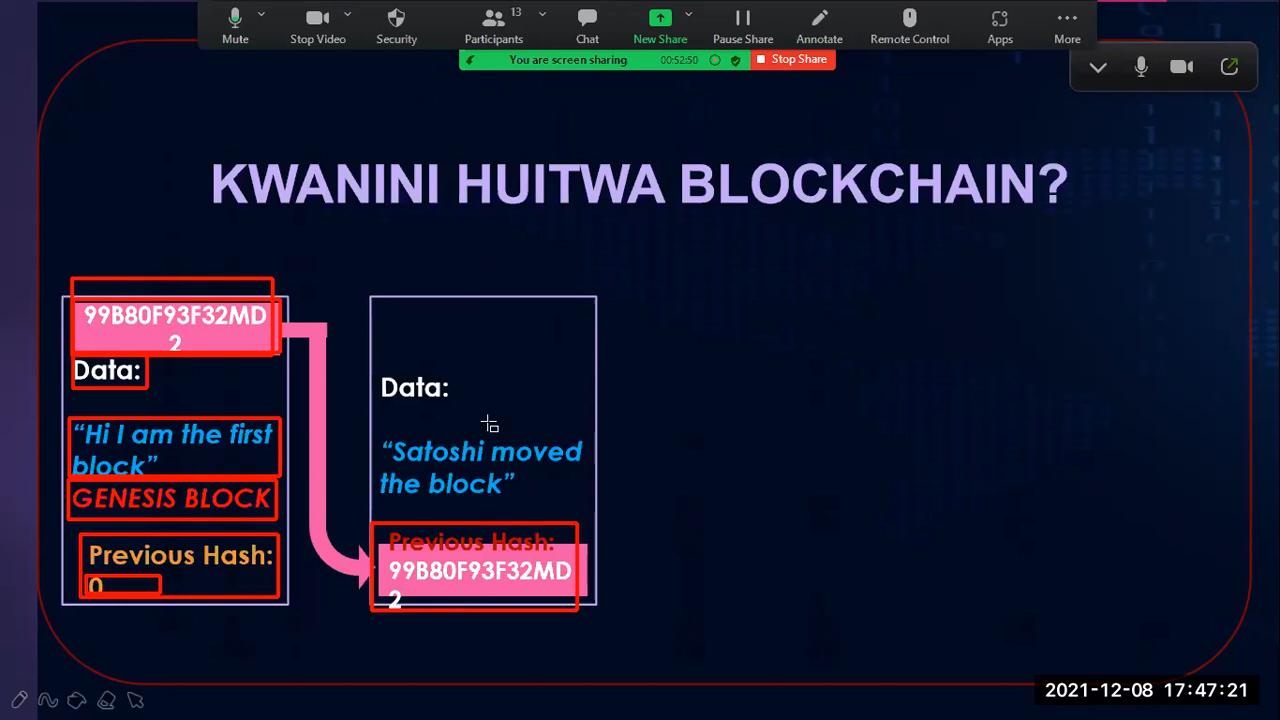 Mute
Stop Video
Security
Participants
13
Chat
New Share
Pause Share
Annotate
Remote Control
Apps
More
You are screen sharing
00:52:50
Stop Share
KWANINI HUITWA BLOCKCHAIN?
99B80F93F32MD
2
Data:
“Hi I am the first
block”
GENESIS BLOCK
Previous Hash:
0
Data:
“Satoshi moved
the block”
Previous Hash:
99B80F93F32MD
2
2021-12-08 17:47:21